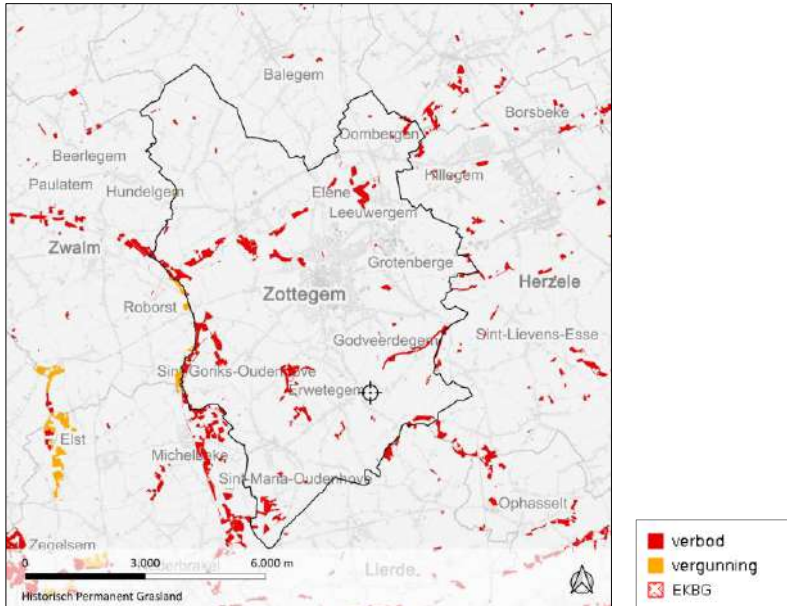 Balegem
Borsbeke
Oombergen
Beerlegem
Hillegem
Paulatem
Hundelgem
Elene
Leeuwergem
Zwalm
Grotenberge
Zottegem
Herzele
Roborst
Godveerdegem
Sint-Lievens-Esse
Sint-Goriks-Oudenhove
Erwetegem
Elst
Michelbeke
Sint-Maria-Oudenhove
Ophasselt
Zegelsem
0 3.000 6.000 m
Lierde
Historisch Permanent Grasland
verbod
vergunning
EKBG